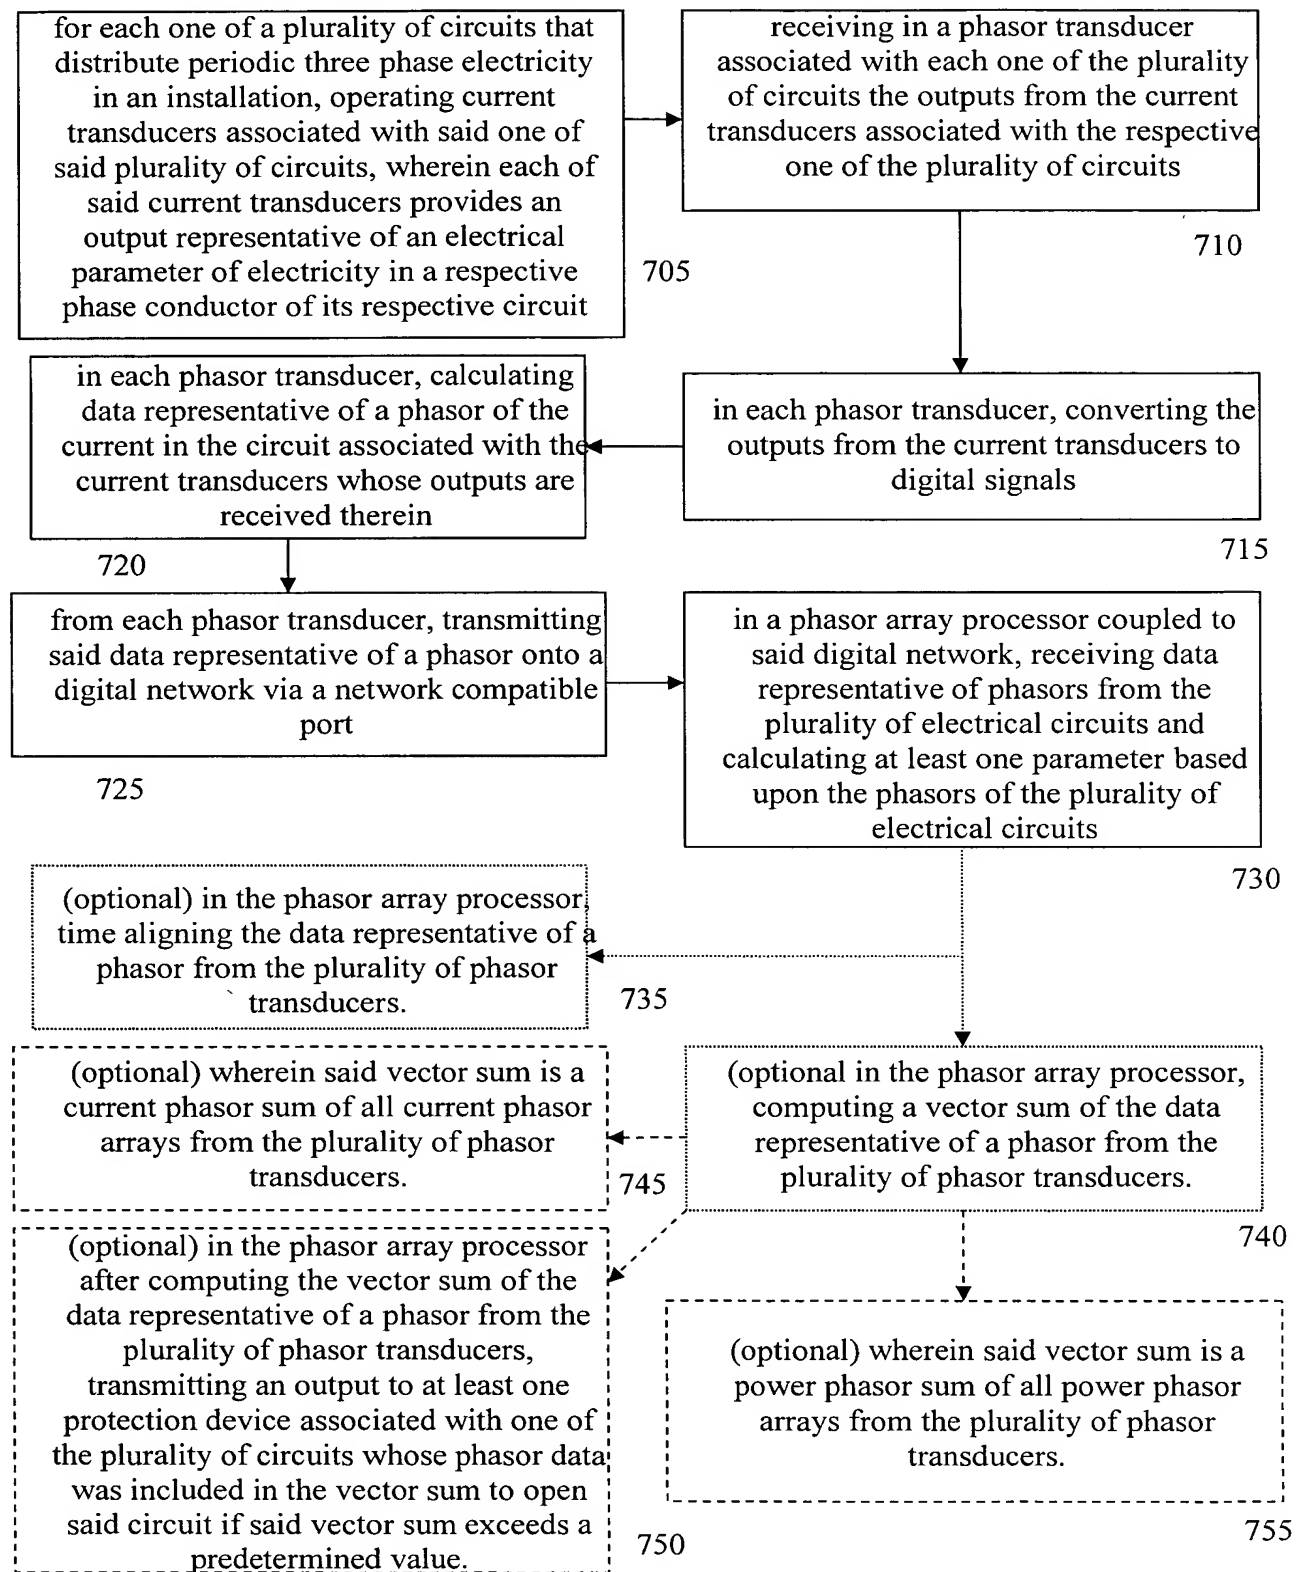 for each one of a plurality of circuits that
distribute periodic three phase electricity
in an installation, operating current
transducers associated with said one of
said plurality of circuits, wherein each of
said current transducers provides an
output representative of an electrical
parameter of electricity in a respective
phase conductor of its respective circuit
705
receiving in a phasor transducer
associated with each one of the plurality
of circuits the outputs from the current
transducers associated with the respective
one of the plurality of circuits
710
in each phasor transducer, converting the
outputs from the current transducers to
digital signals
715
in each phasor transducer, calculating
data representative of a phasor of the
current in the circuit associated with the
current transducers whose outputs are
received therein
720
from each phasor transducer, transmitting
said data representative of a phasor onto a
digital network via a network compatible
port
725
in a phasor array processor coupled to
said digital network, receiving data
representative of phasors from the
plurality of electrical circuits and
calculating at least one parameter based
upon the phasors of the plurality of
electrical circuits
730
(optional) in the phasor array processor,
time aligning the data representative of a
phasor from the plurality of phasor
transducers.
735
(optional in the phasor array processor,
computing a vector sum of the data
representative of a phasor from the
plurality of phasor transducers.
740
(optional) wherein said vector sum is a
current phasor sum of all current phasor
arrays from the plurality of phasor
transducers.
745
(optional) in the phasor array processor
after computing the vector sum of the
data representative of a phasor from the
plurality of phasor transducers,
transmitting an output to at least one
protection device associated with one of
the plurality of circuits whose phasor data
was included in the vector sum to open
said circuit if said vector sum exceeds a
predetermined value.
750
(optional) wherein said vector sum is a
power phasor sum of all power phasor
arrays from the plurality of phasor
transducers.
755